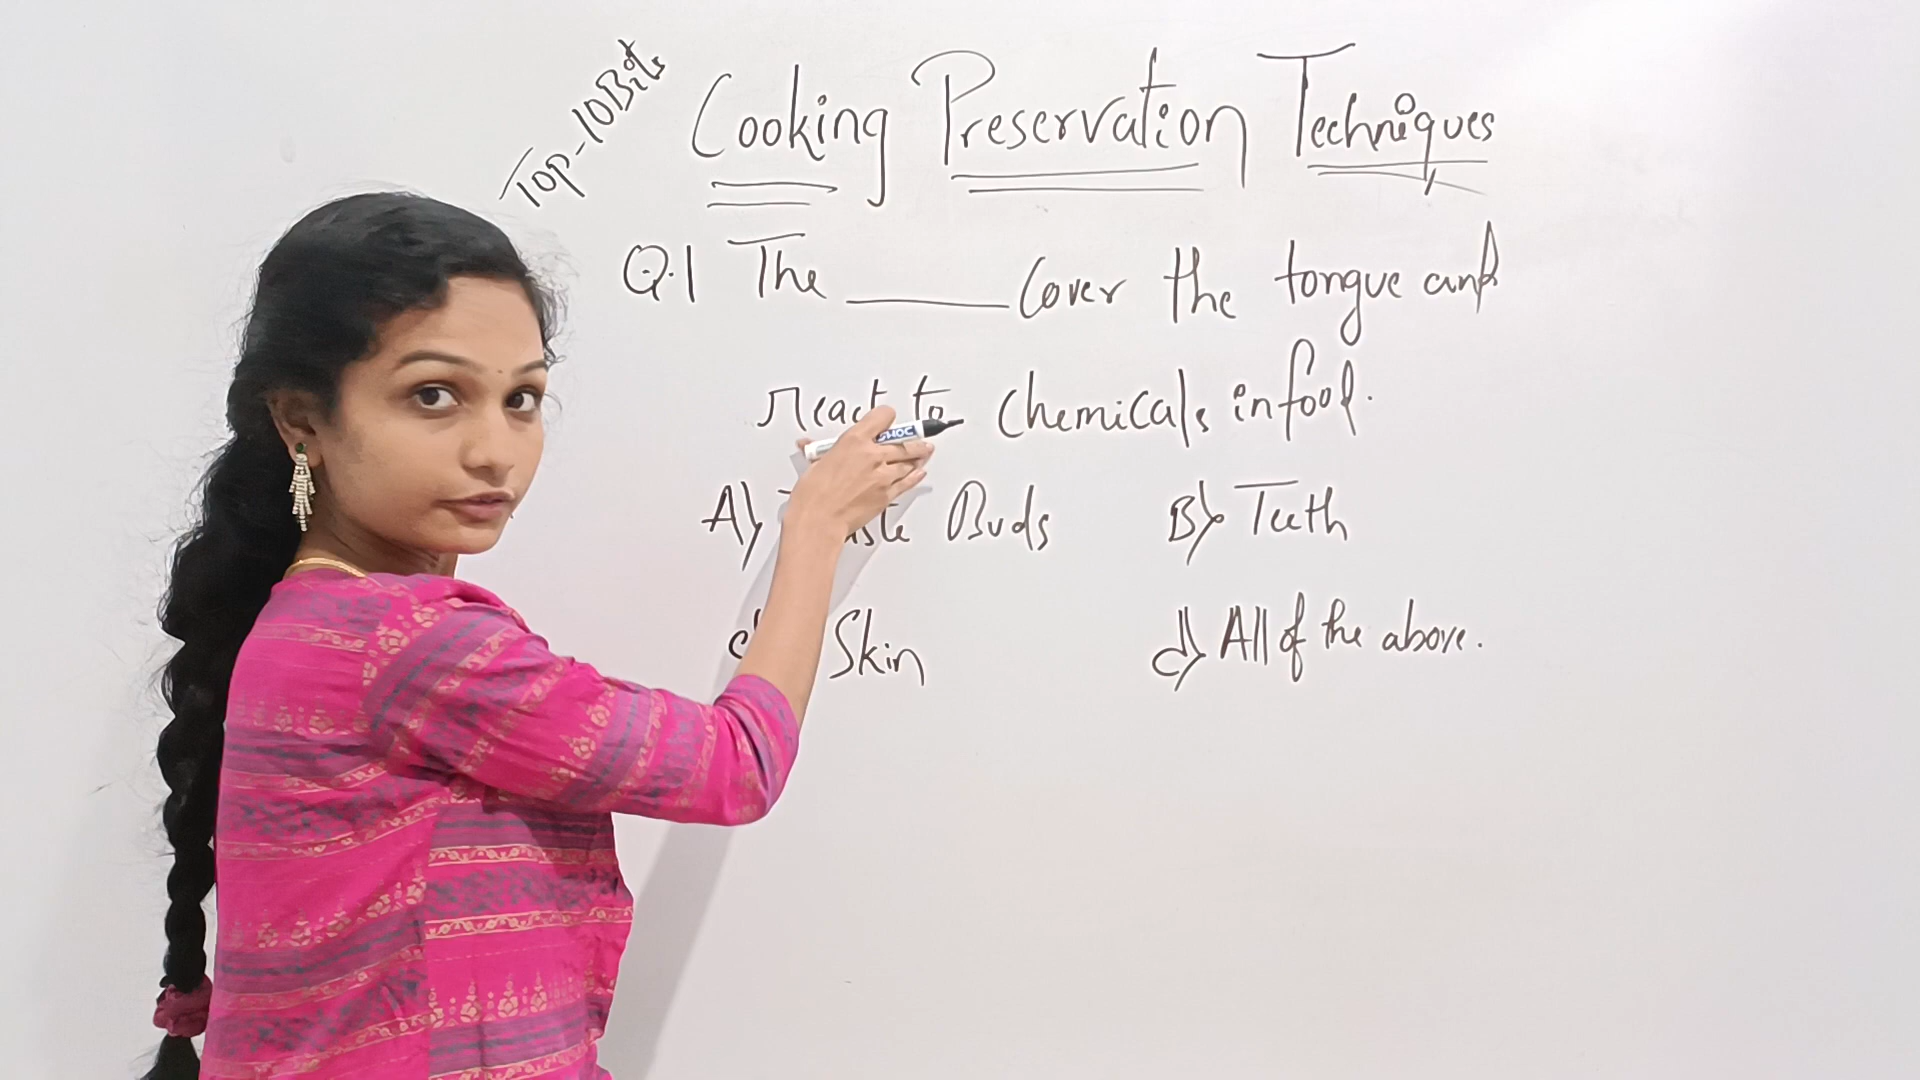 Top-10Bits
Cooking Preservation Techniques
Q.1 The ______ Cover the tongue and
react to Chemicals in food.
A) Taste Buds B) Teeth
c) Skin d) All of the above.